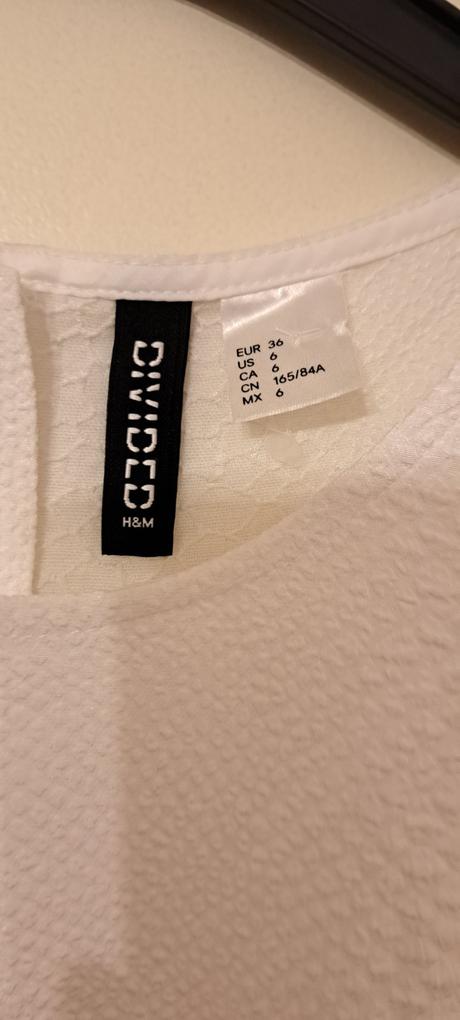 DIVIDED
H&M
EUR 36
US 6
CA 6
CN 165/84A
MX 6